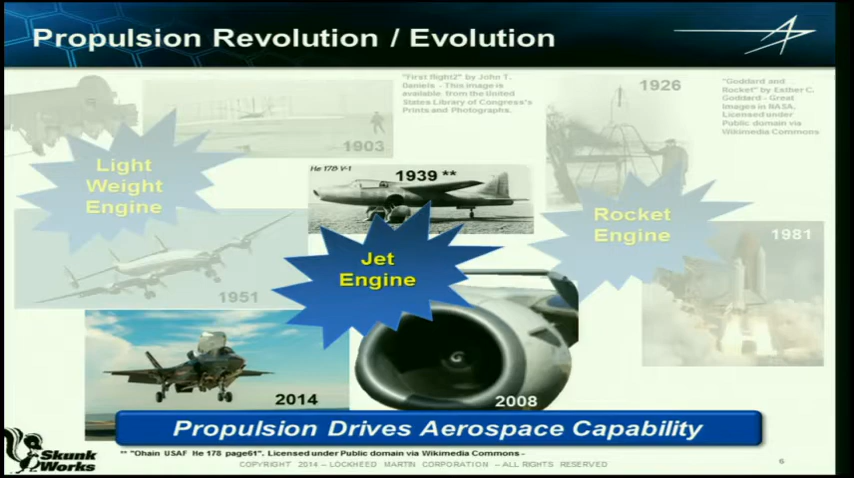 Propulsion Revolution / Evolution
"First flight2" by John T.
Daniels - This image is
available from the United
States Library of Congress's
Prints and Photographs.
1903
1926
"Goddard and
Rocket" by Esther C.
Goddard - Great
Images in NASA.
Licensed under
Public domain via
Wikimedia Commons
Light
Weight
Engine
He 178 V-1
1939 **
Rocket
Engine
1981
Jet
Engine
1951
2014
2008
Propulsion Drives Aerospace Capability
Skunk
Works
** "Ohain USAF He 178 page61". Licensed under Public domain via Wikimedia Commons -
COPYRIGHT 2014 – LOCKHEED MARTIN CORPORATION – ALL RIGHTS RESERVED
6